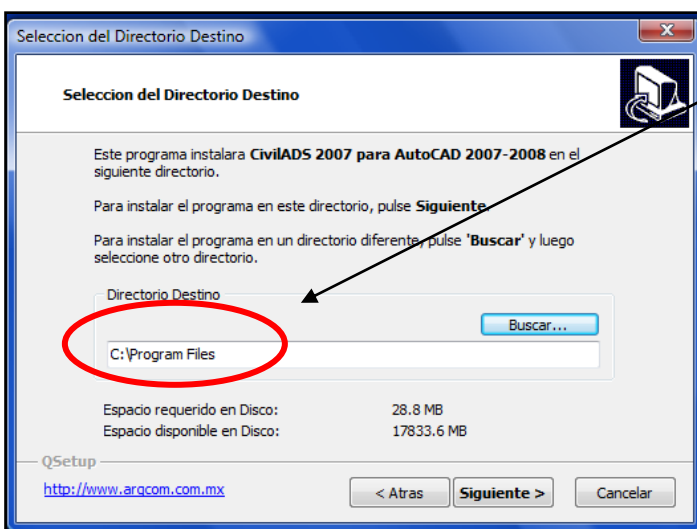 Seleccion del Directorio Destino
Seleccion del Directorio Destino
Este programa instalara CivilADS 2007 para AutoCAD 2007-2008 en el
siguiente directorio.
Para instalar el programa en este directorio, pulse Siguiente.
Para instalar el programa en un directorio diferente, pulse 'Buscar' y luego
seleccione otro directorio.
Directorio Destino
Buscar...
C:\Program Files
Espacio requerido en Disco: 28.8 MB
Espacio disponible en Disco: 17833.6 MB
QSetup
http://www.arqcom.com.mx < Atras Siguiente > Cancelar